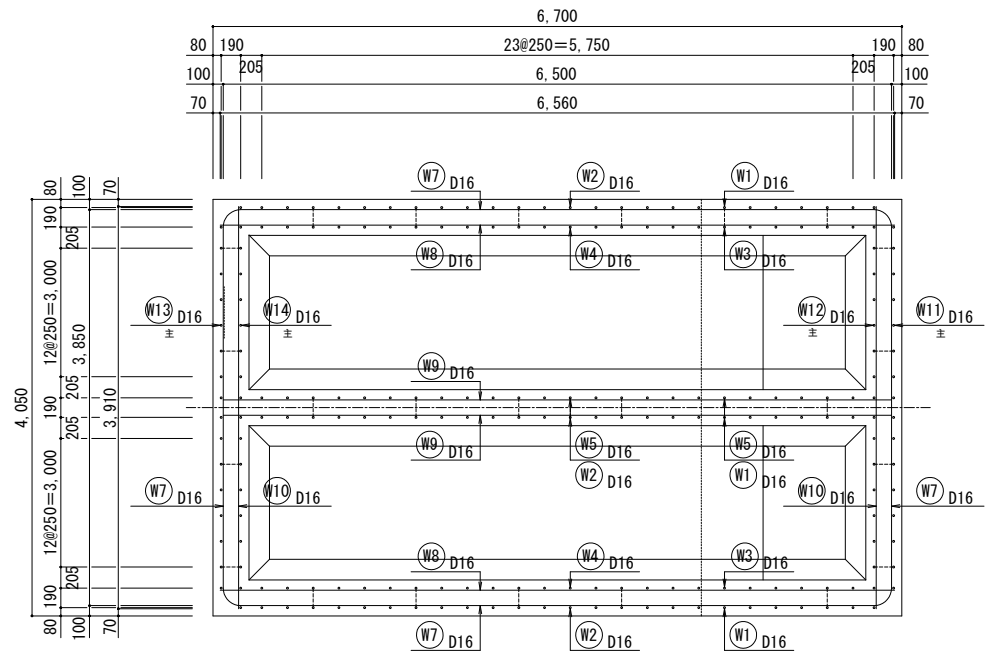 6,700
80 190 23@250＝5,750 190 80
205 205
100 6,500 100
70 6,560 70
W7 D16 W2 D16 W1 D16
W8 D16 W4 D16 W3 D16
W13 D16 主 W14 D16 主 W12 D16 主 W11 D16 主
W9 D16
W9 D16 W5 D16 W5 D16
W2 D16 W1 D16
W7 D16 W10 D16 W10 D16 W7 D16
W8 D16 W4 D16 W3 D16
W7 D16 W2 D16 W1 D16
4,050
80 190 12@250＝3,000 205 190 12@250＝3,000 190 80
205 205 205
100 3,850 100
70 3,910 70